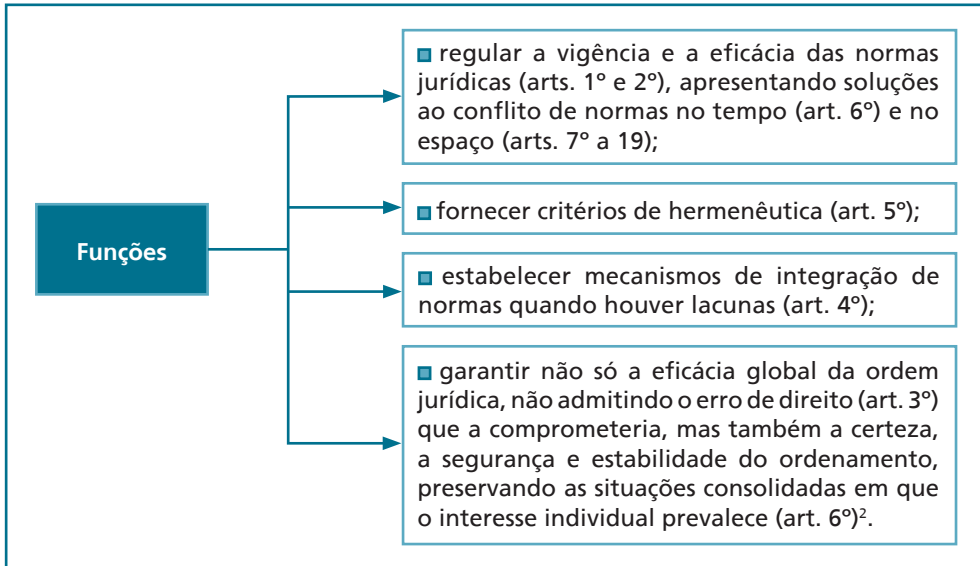 Funções
■ regular a vigência e a eficácia das normas
jurídicas (arts. 1º e 2º), apresentando soluções
ao conflito de normas no tempo (art. 6º) e no
espaço (arts. 7º a 19);
■ fornecer critérios de hermenêutica (art. 5º);
■ estabelecer mecanismos de integração de
normas quando houver lacunas (art. 4º);
■ garantir não só a eficácia global da ordem
jurídica, não admitindo o erro de direito (art. 3º)
que a comprometeria, mas também a certeza,
a segurança e estabilidade do ordenamento,
preservando as situações consolidadas em que
o interesse individual prevalece (art. 6º)².